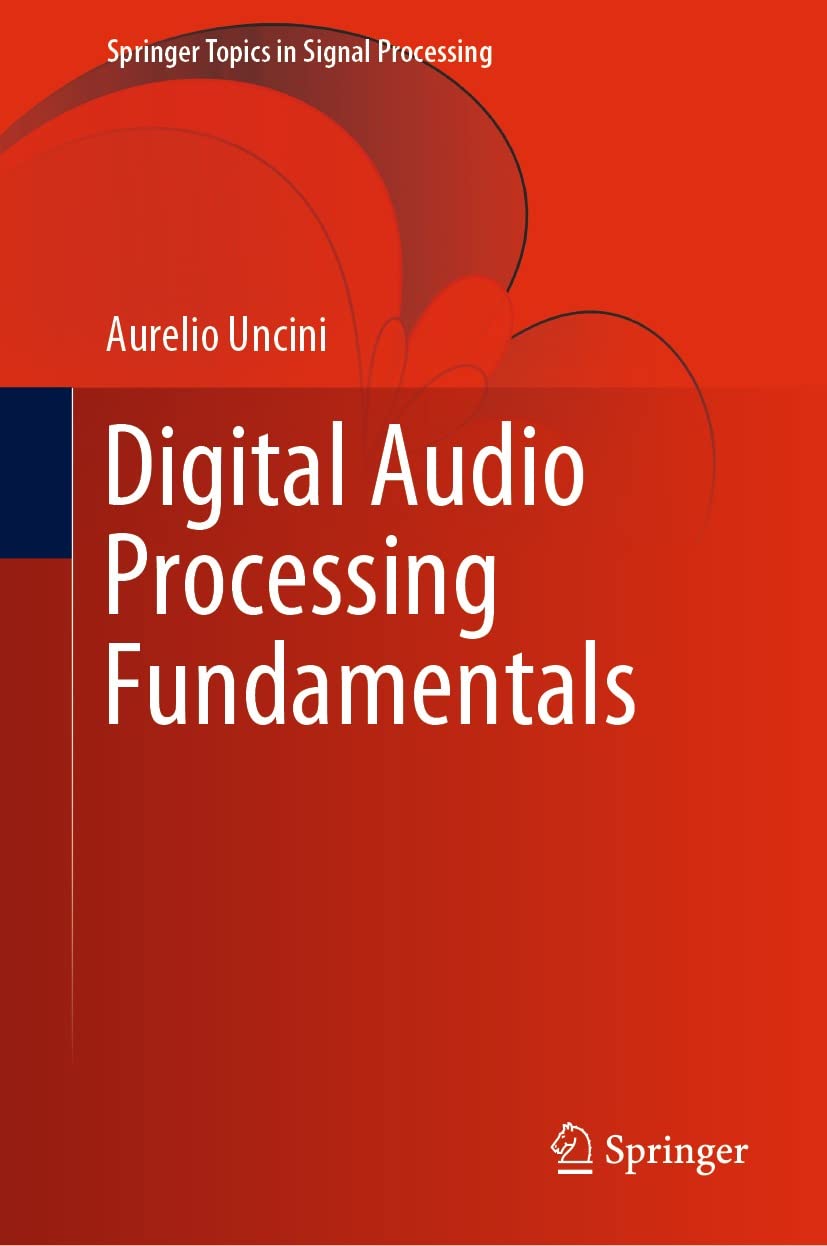 Springer Topics in Signal Processing
Aurelio Uncini
Digital Audio
Processing
Fundamentals
Springer